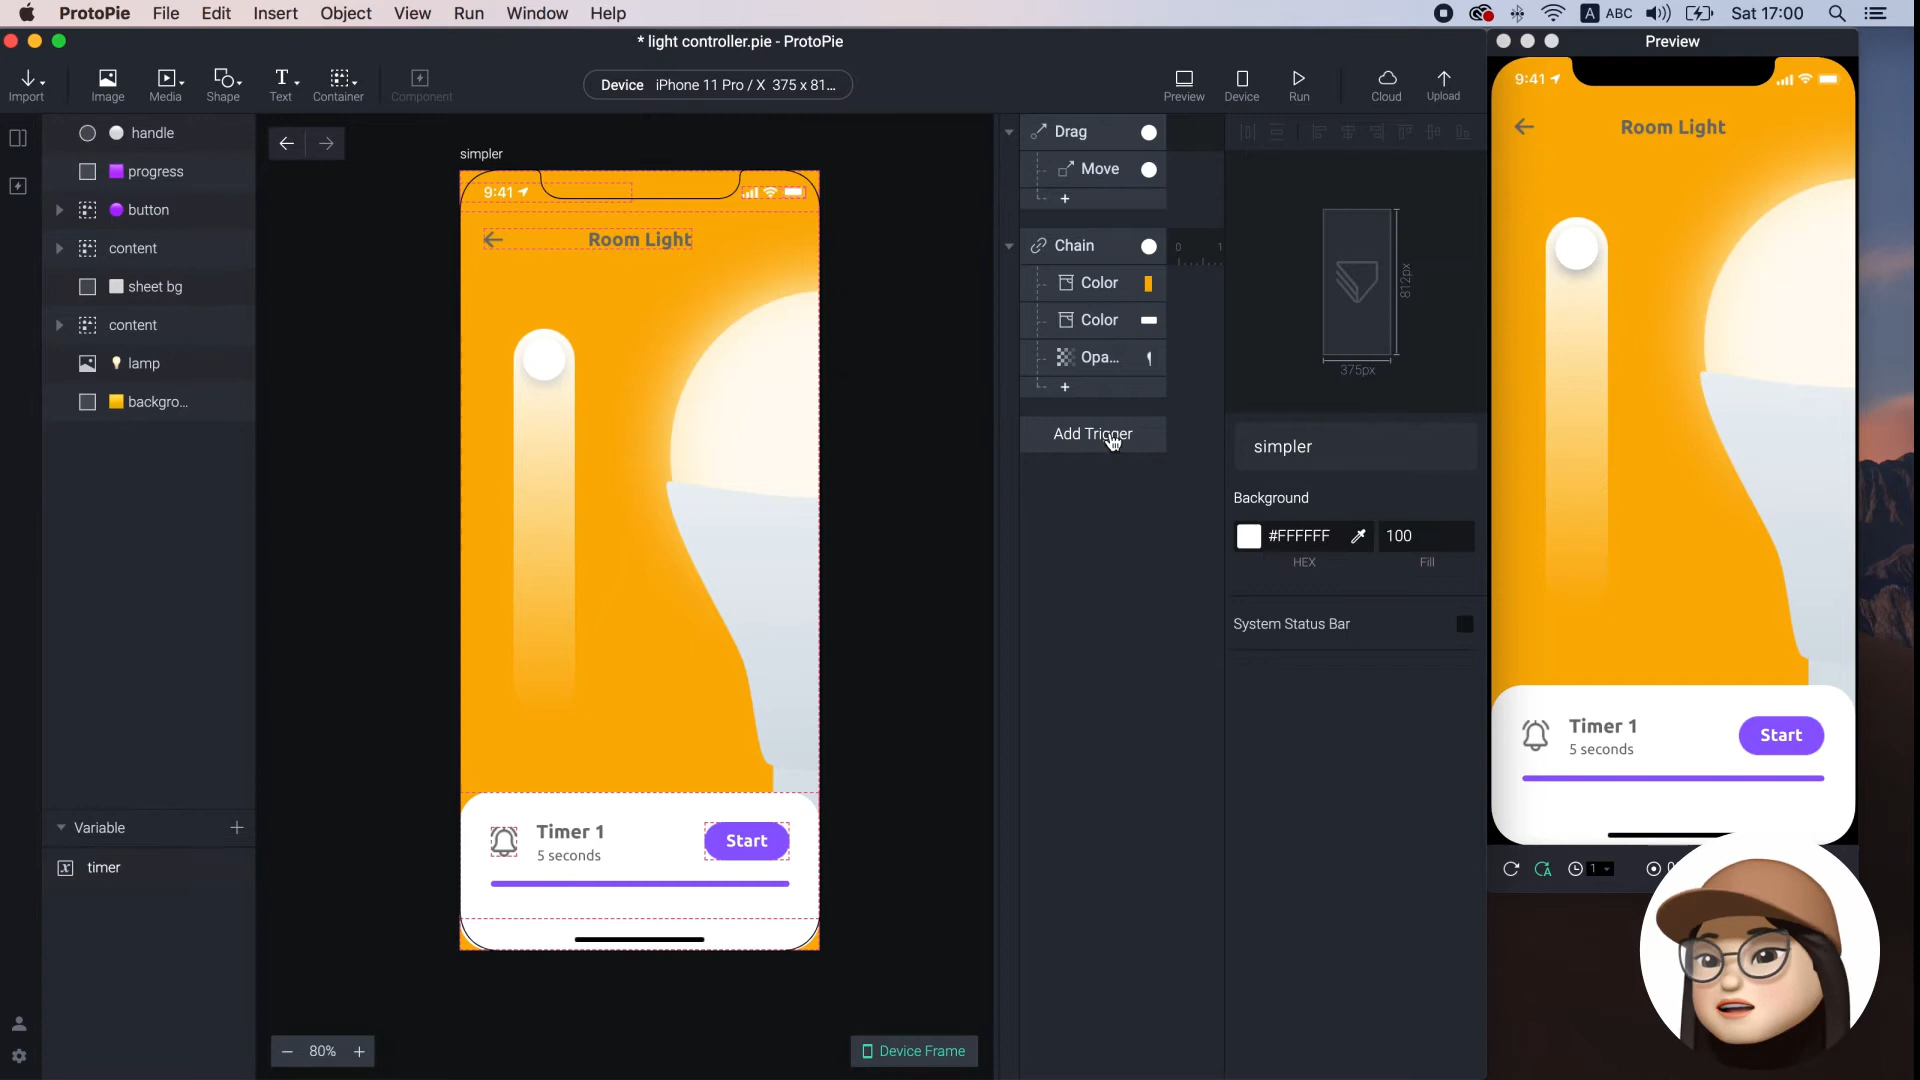 ProtoPie File Edit Insert Object View Run Window Help
A ABC Sat 17:00
* light controller.pie - ProtoPie
Preview
Import Image Media Shape Text Container Component
Device iPhone 11 Pro / X 375 x 81...
Preview Device Run Cloud Upload
handle
progress
button
content
sheet bg
content
lamp
backgro...
Variable
timer
simpler
9:41
Room Light
Timer 1
5 seconds
Start
80%
Device Frame
Drag
Move
Chain
0 1
Color
Color
Opa...
Add Trigger
812px
375px
simpler
Background
#FFFFFF 100
HEX Fill
System Status Bar
9:41
Room Light
Timer 1
5 seconds
Start
1